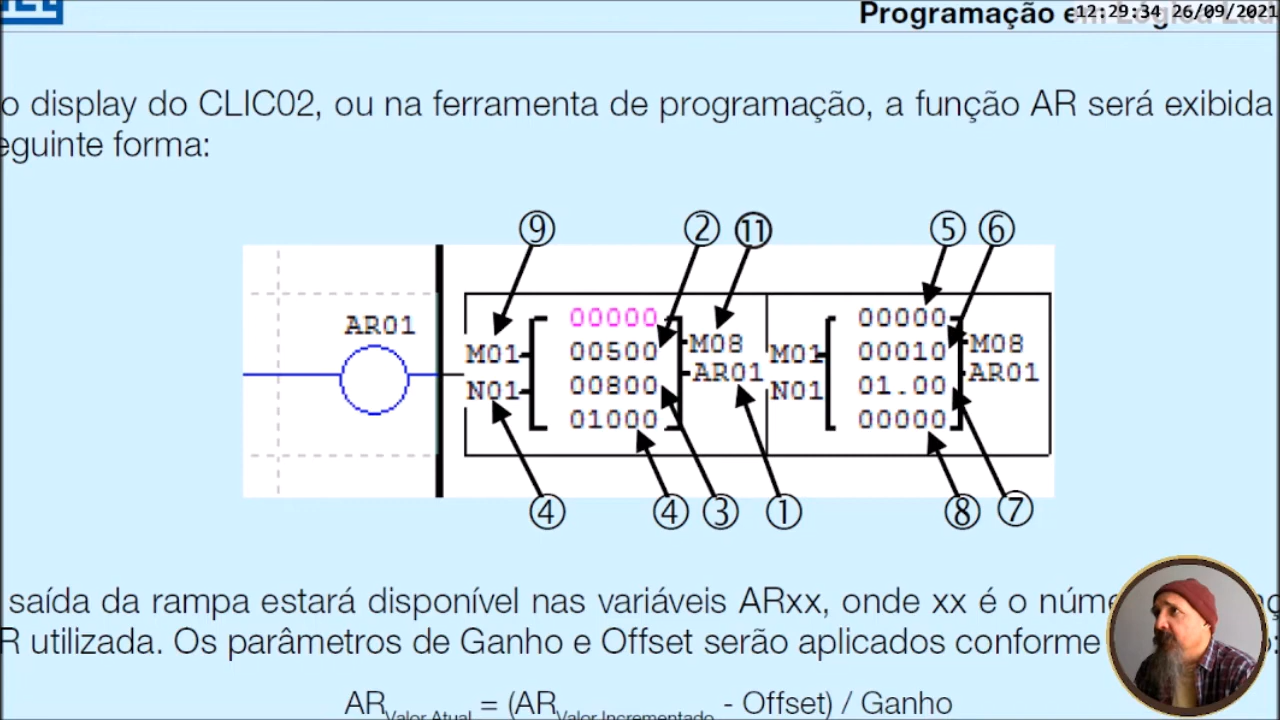 Programação e
12:29:34 26/09/2021
o display do CLIC02, ou na ferramenta de programação, a função AR será exibida
eguinte forma:
⑨ ② ⑪ ⑤ ⑥
AR01
00000 00000
M01 00500 M08 M01 00010 M08
N01 00800 AR01 N01 01.00 AR01
01000 00000
④ ④ ③ ① ⑧ ⑦
saída da rampa estará disponível nas variáveis ARxx, onde xx é o núme
R utilizada. Os parâmetros de Ganho e Offset serão aplicados conforme
AR Valor Atual = (AR Valor Incrementado - Offset) / Ganho